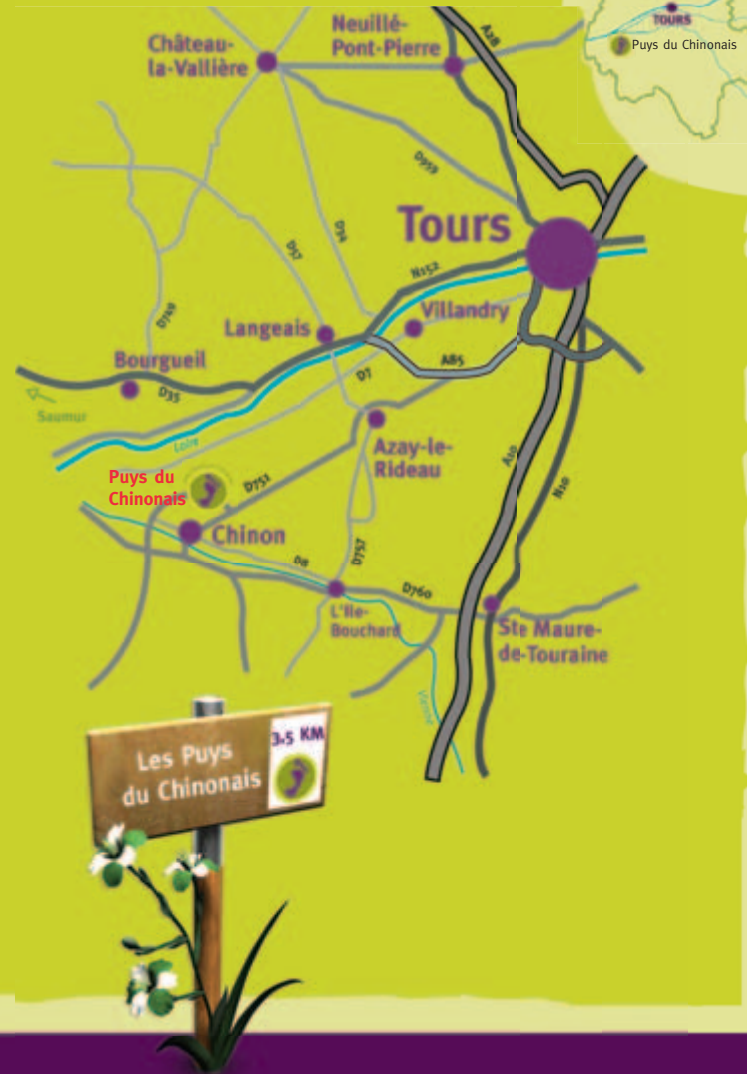 TOURS
Puys du Chinonais
Château-
la-Vallière
Neuillé-
Pont-Pierre
A28
D959
D34
D57
D749
Tours
N152
Villandry
Langeais
Bourgueil
D35
Saumur
Loire
D7
A85
Azay-le-
Rideau
A10
N10
Puys du
Chinonais
D751
Chinon
D8
D757
D760
L'Ile-
Bouchard
Ste Maure-
de-Touraine
Vienne
Les Puys
du Chinonais
3.5 KM